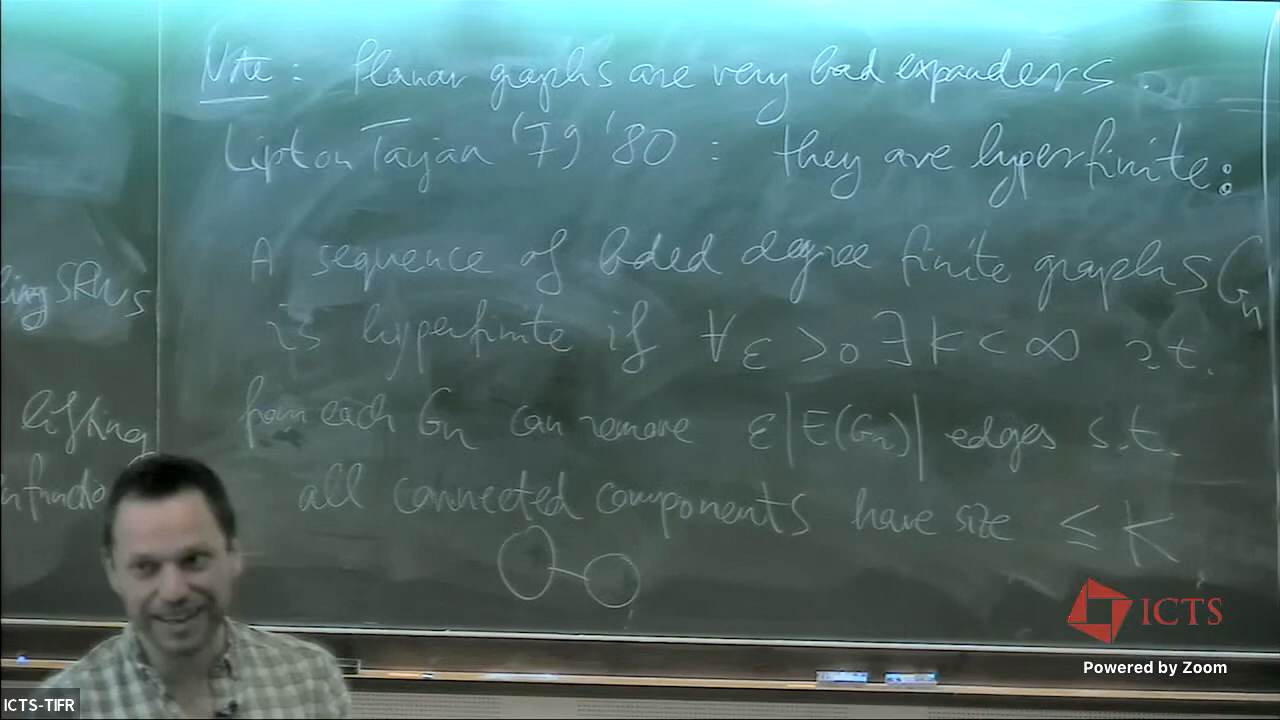 Note : Planar graphs are very bad expanders.
Lipton Tarjan '79 '80 : they are hyperfinite :
A sequence of bded degree finite graphs Gn
is hyperfinite if ∀ε >0 ∃ K < ∞ s.t.
from each Gn can remove ε|E(Gn)| edges s.t.
all connected components have size ≤ K
ling SRWs
lifting
ICTS
Powered by Zoom
ICTS-TIFR